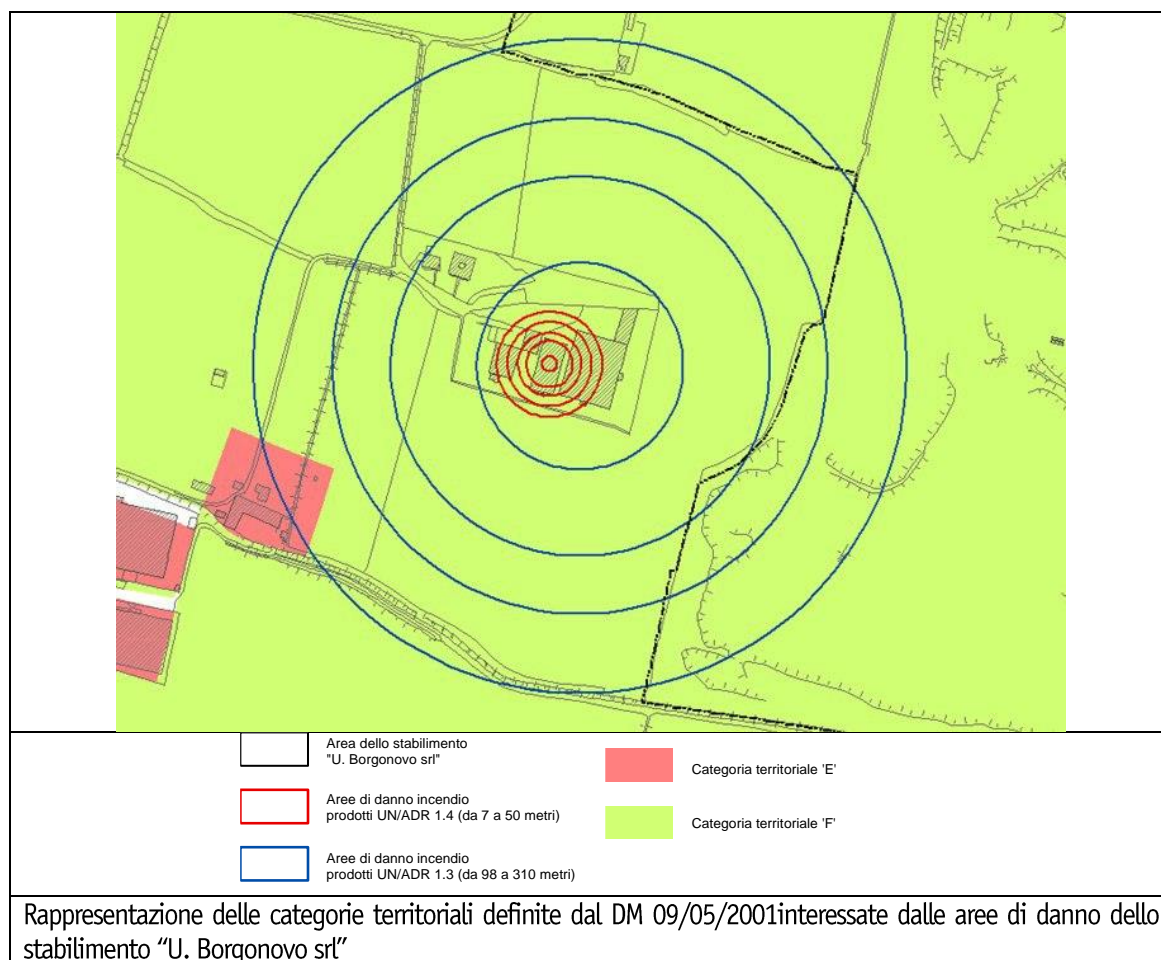 Area dello stabilimento
"U. Borgonovo srl"
Aree di danno incendio
prodotti UN/ADR 1.4 (da 7 a 50 metri)
Aree di danno incendio
prodotti UN/ADR 1.3 (da 98 a 310 metri)
Categoria territoriale 'E'
Categoria territoriale 'F'
Rappresentazione delle categorie territoriali definite dal DM 09/05/2001interessate dalle aree di danno dello
stabilimento “U. Borgonovo srl”